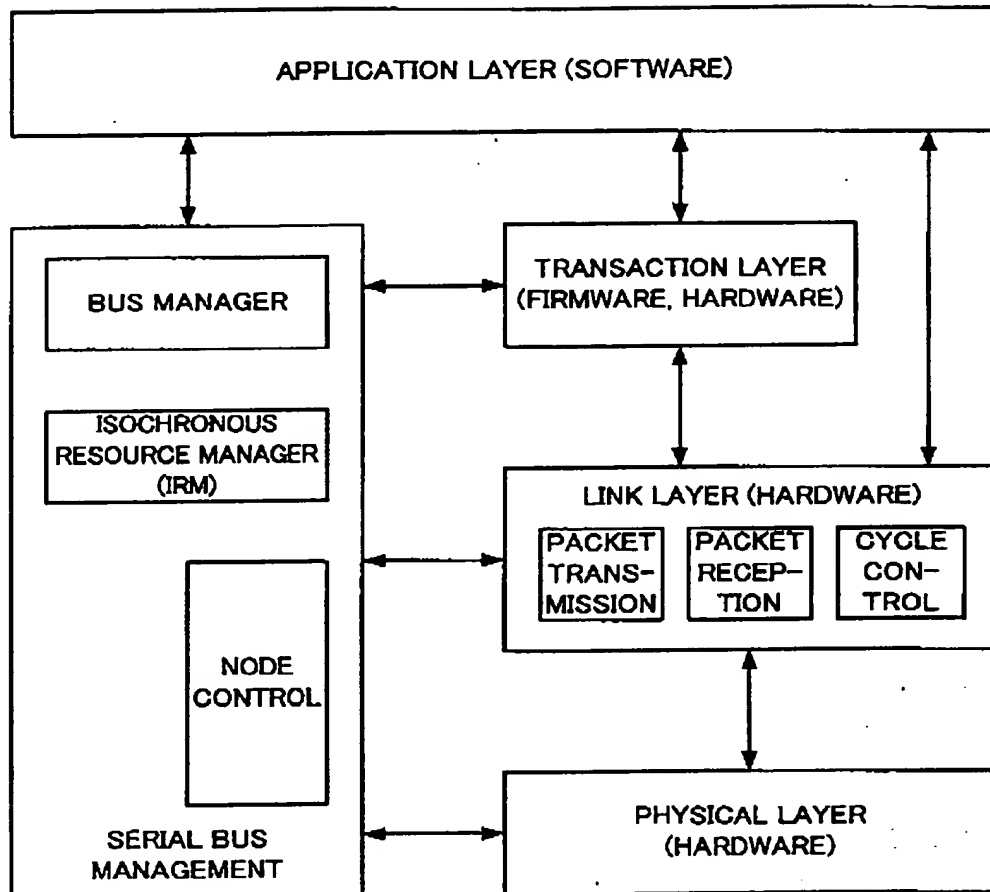 APPLICATION LAYER (SOFTWARE)
BUS MANAGER
ISOCHRONOUS
RESOURCE MANAGER
(IRM)
NODE
CONTROL
SERIAL BUS
MANAGEMENT
TRANSACTION LAYER
(FIRMWARE, HARDWARE)
LINK LAYER (HARDWARE)
PACKET
TRANS-
MISSION
PACKET
RECEP-
TION
CYCLE
CON-
TROL
PHYSICAL LAYER
(HARDWARE)